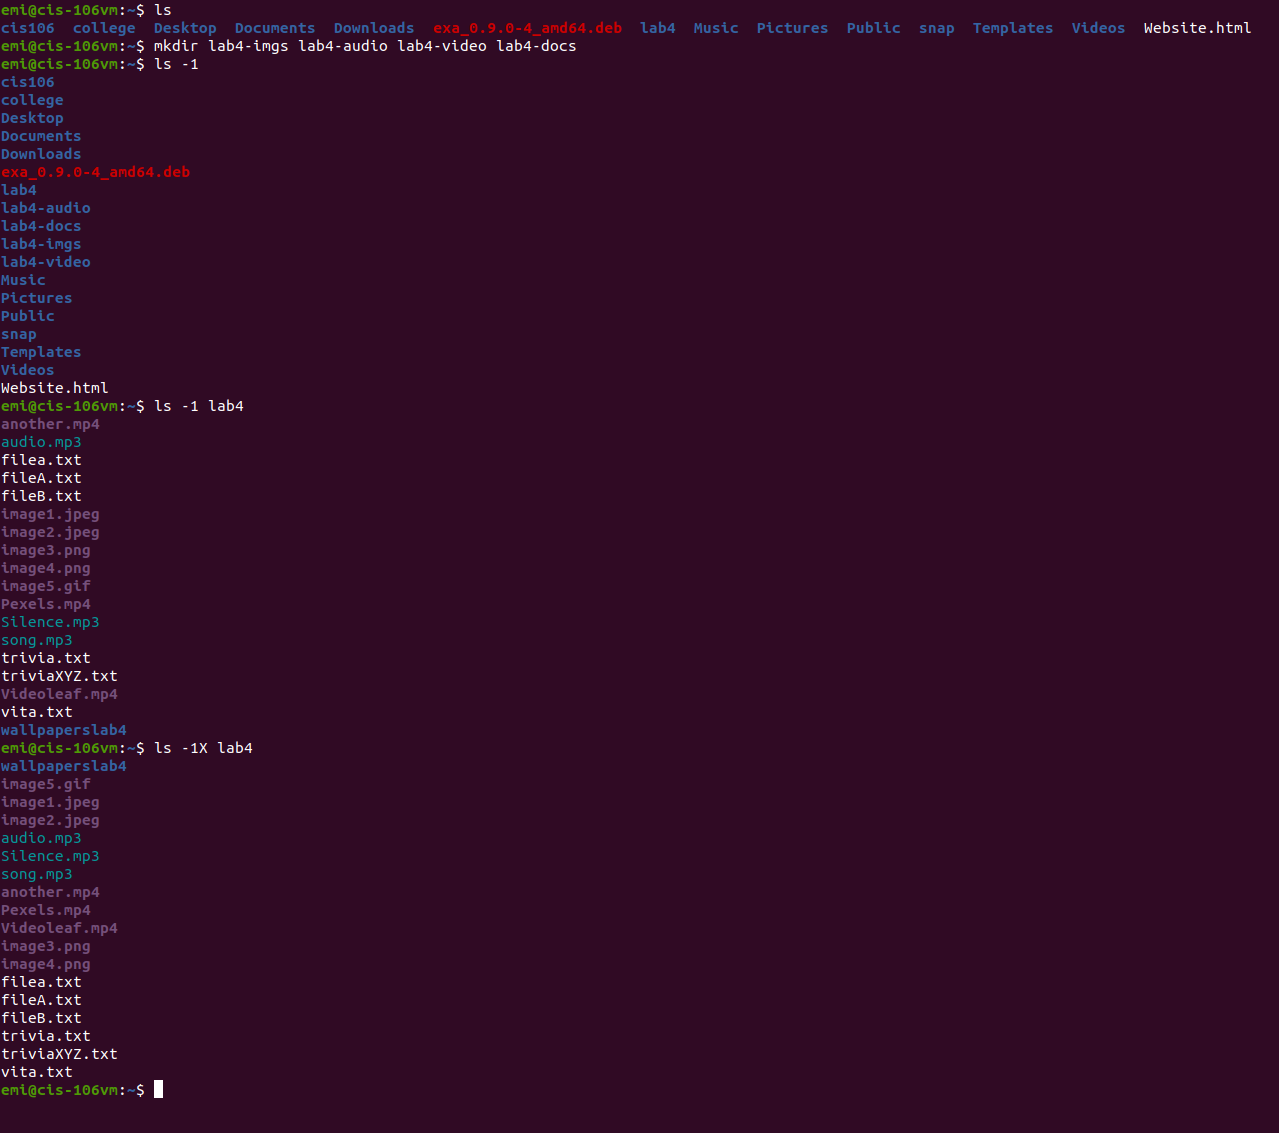 emi@cis-106vm:~$ ls
cis106  college  Desktop  Documents  Downloads  exa_0.9.0-4_amd64.deb  lab4  Music  Pictures  Public  snap  Templates  Videos  Website.html
emi@cis-106vm:~$ mkdir lab4-imgs lab4-audio lab4-video lab4-docs
emi@cis-106vm:~$ ls -1
cis106
college
Desktop
Documents
Downloads
exa_0.9.0-4_amd64.deb
lab4
lab4-audio
lab4-docs
lab4-imgs
lab4-video
Music
Pictures
Public
snap
Templates
Videos
Website.html
emi@cis-106vm:~$ ls -1 lab4
another.mp4
audio.mp3
filea.txt
fileA.txt
fileB.txt
image1.jpeg
image2.jpeg
image3.png
image4.png
image5.gif
Pexels.mp4
Silence.mp3
song.mp3
trivia.txt
triviaXYZ.txt
Videoleaf.mp4
vita.txt
wallpaperslab4
emi@cis-106vm:~$ ls -1X lab4
wallpaperslab4
image5.gif
image1.jpeg
image2.jpeg
audio.mp3
Silence.mp3
song.mp3
another.mp4
Pexels.mp4
Videoleaf.mp4
image3.png
image4.png
filea.txt
fileA.txt
fileB.txt
trivia.txt
triviaXYZ.txt
vita.txt
emi@cis-106vm:~$